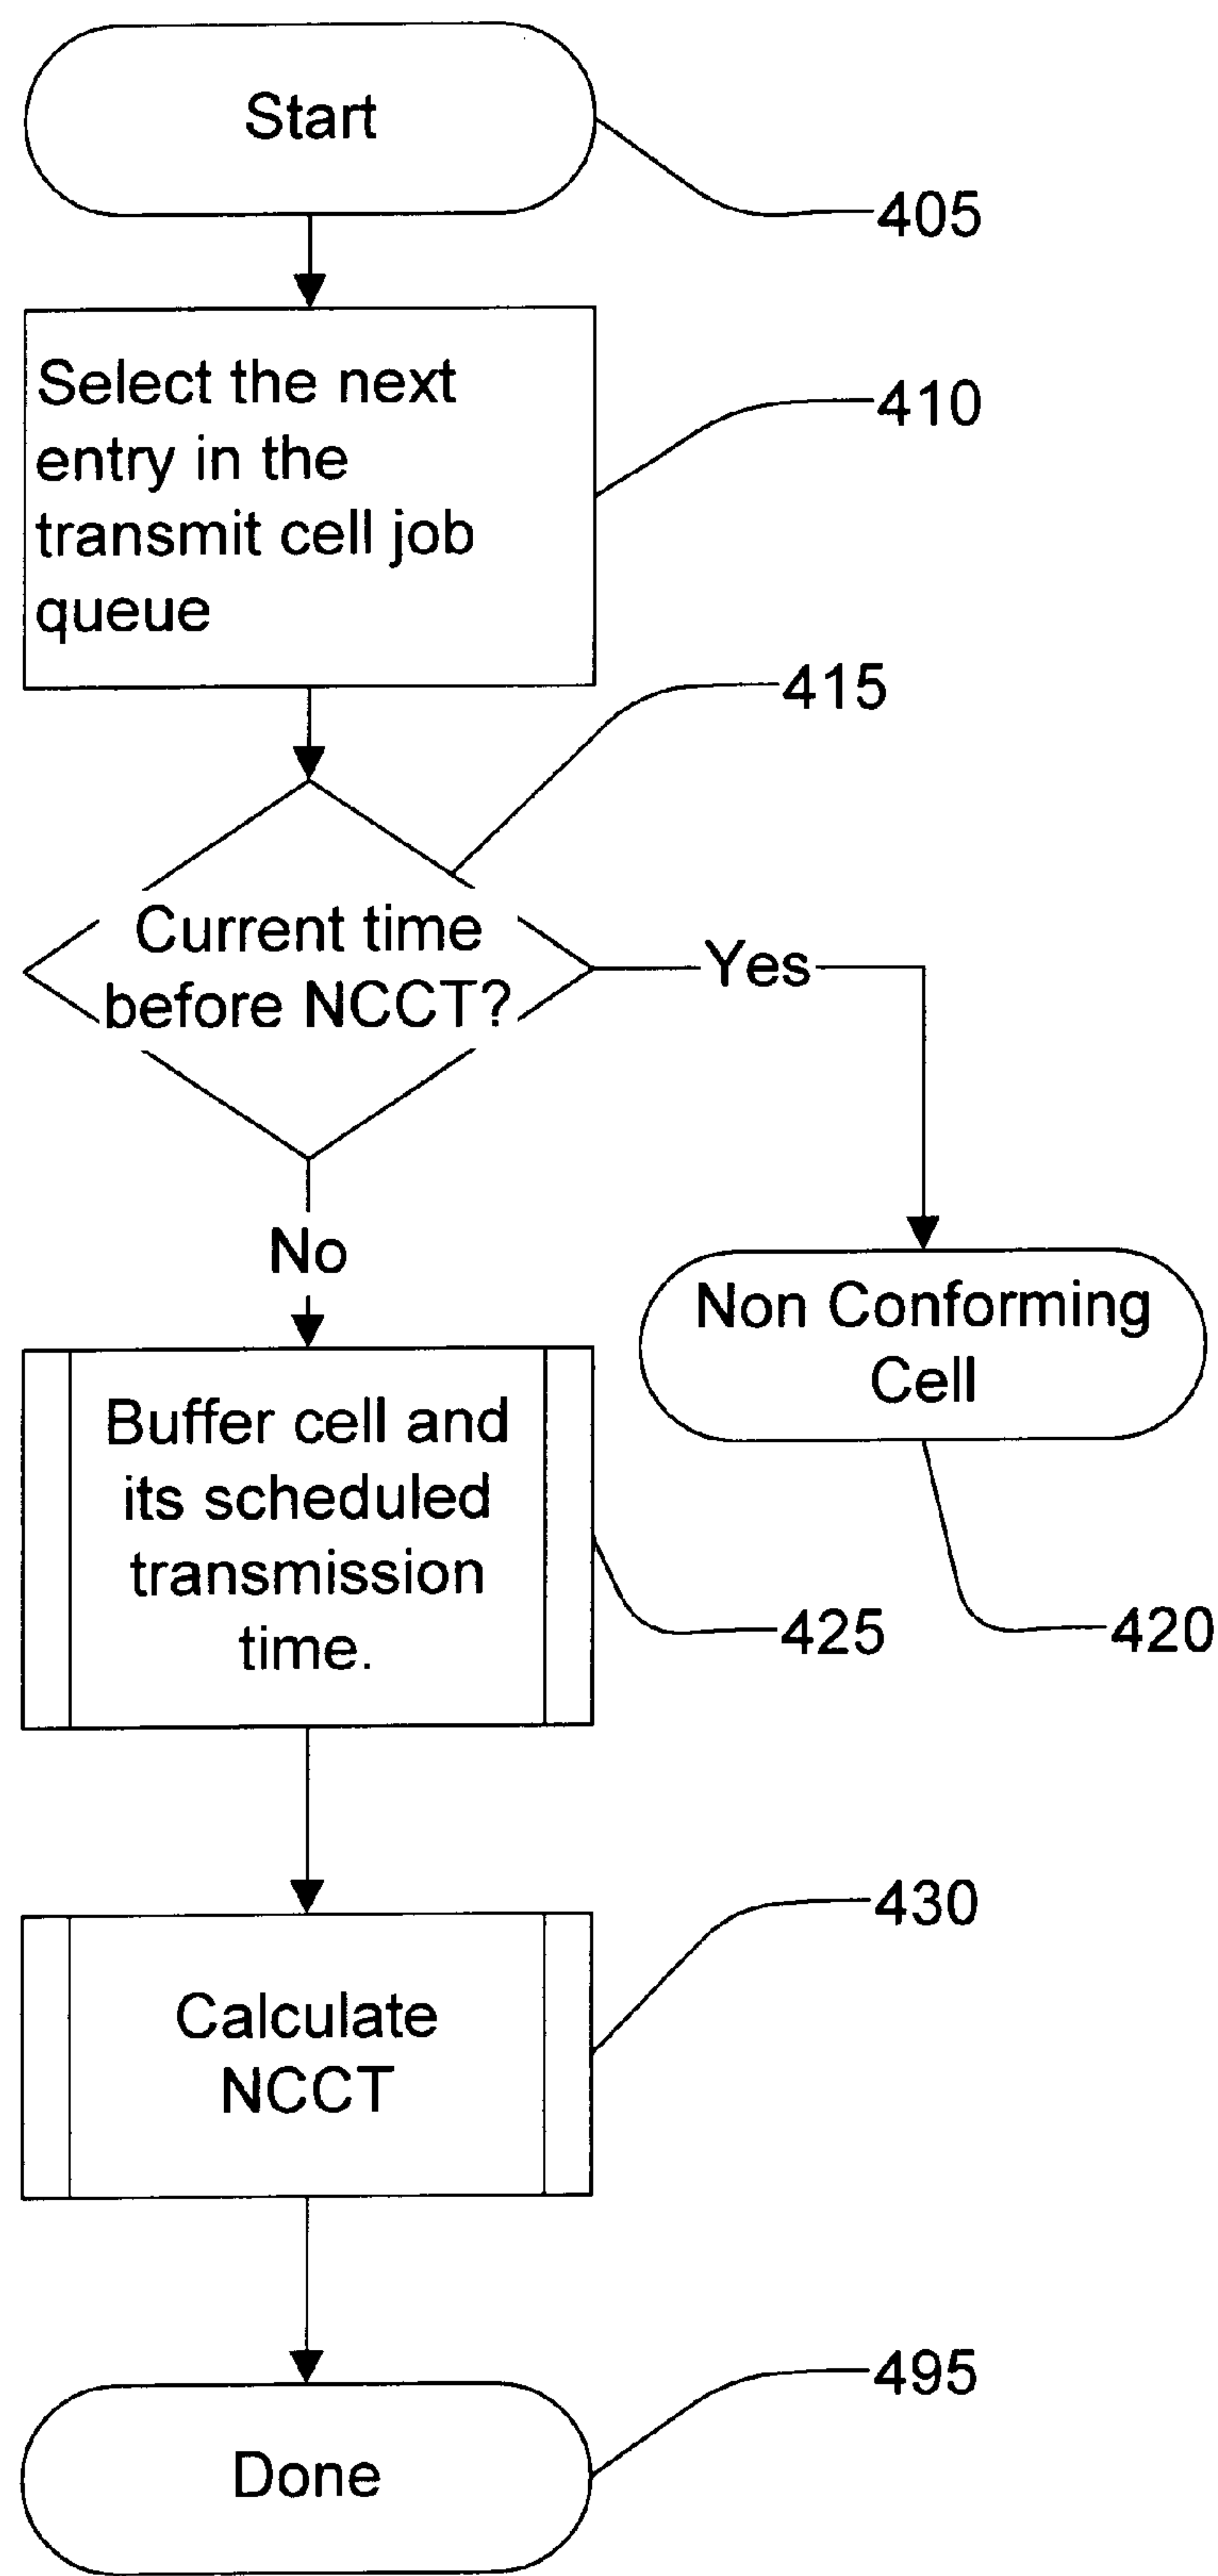 Start
405
Select the next
entry in the
transmit cell job
queue
410
415
Current time
before NCCT?
Yes
No
Non Conforming
Cell
420
Buffer cell and
its scheduled
transmission
time.
425
430
Calculate
NCCT
495
Done